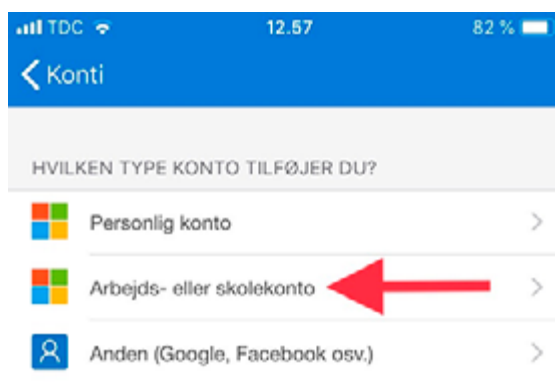 TDC 12.57 82 %
Konti
HVILKEN TYPE KONTO TILFØJER DU?
Personlig konto
Arbejds- eller skolekonto
Anden (Google, Facebook osv.)